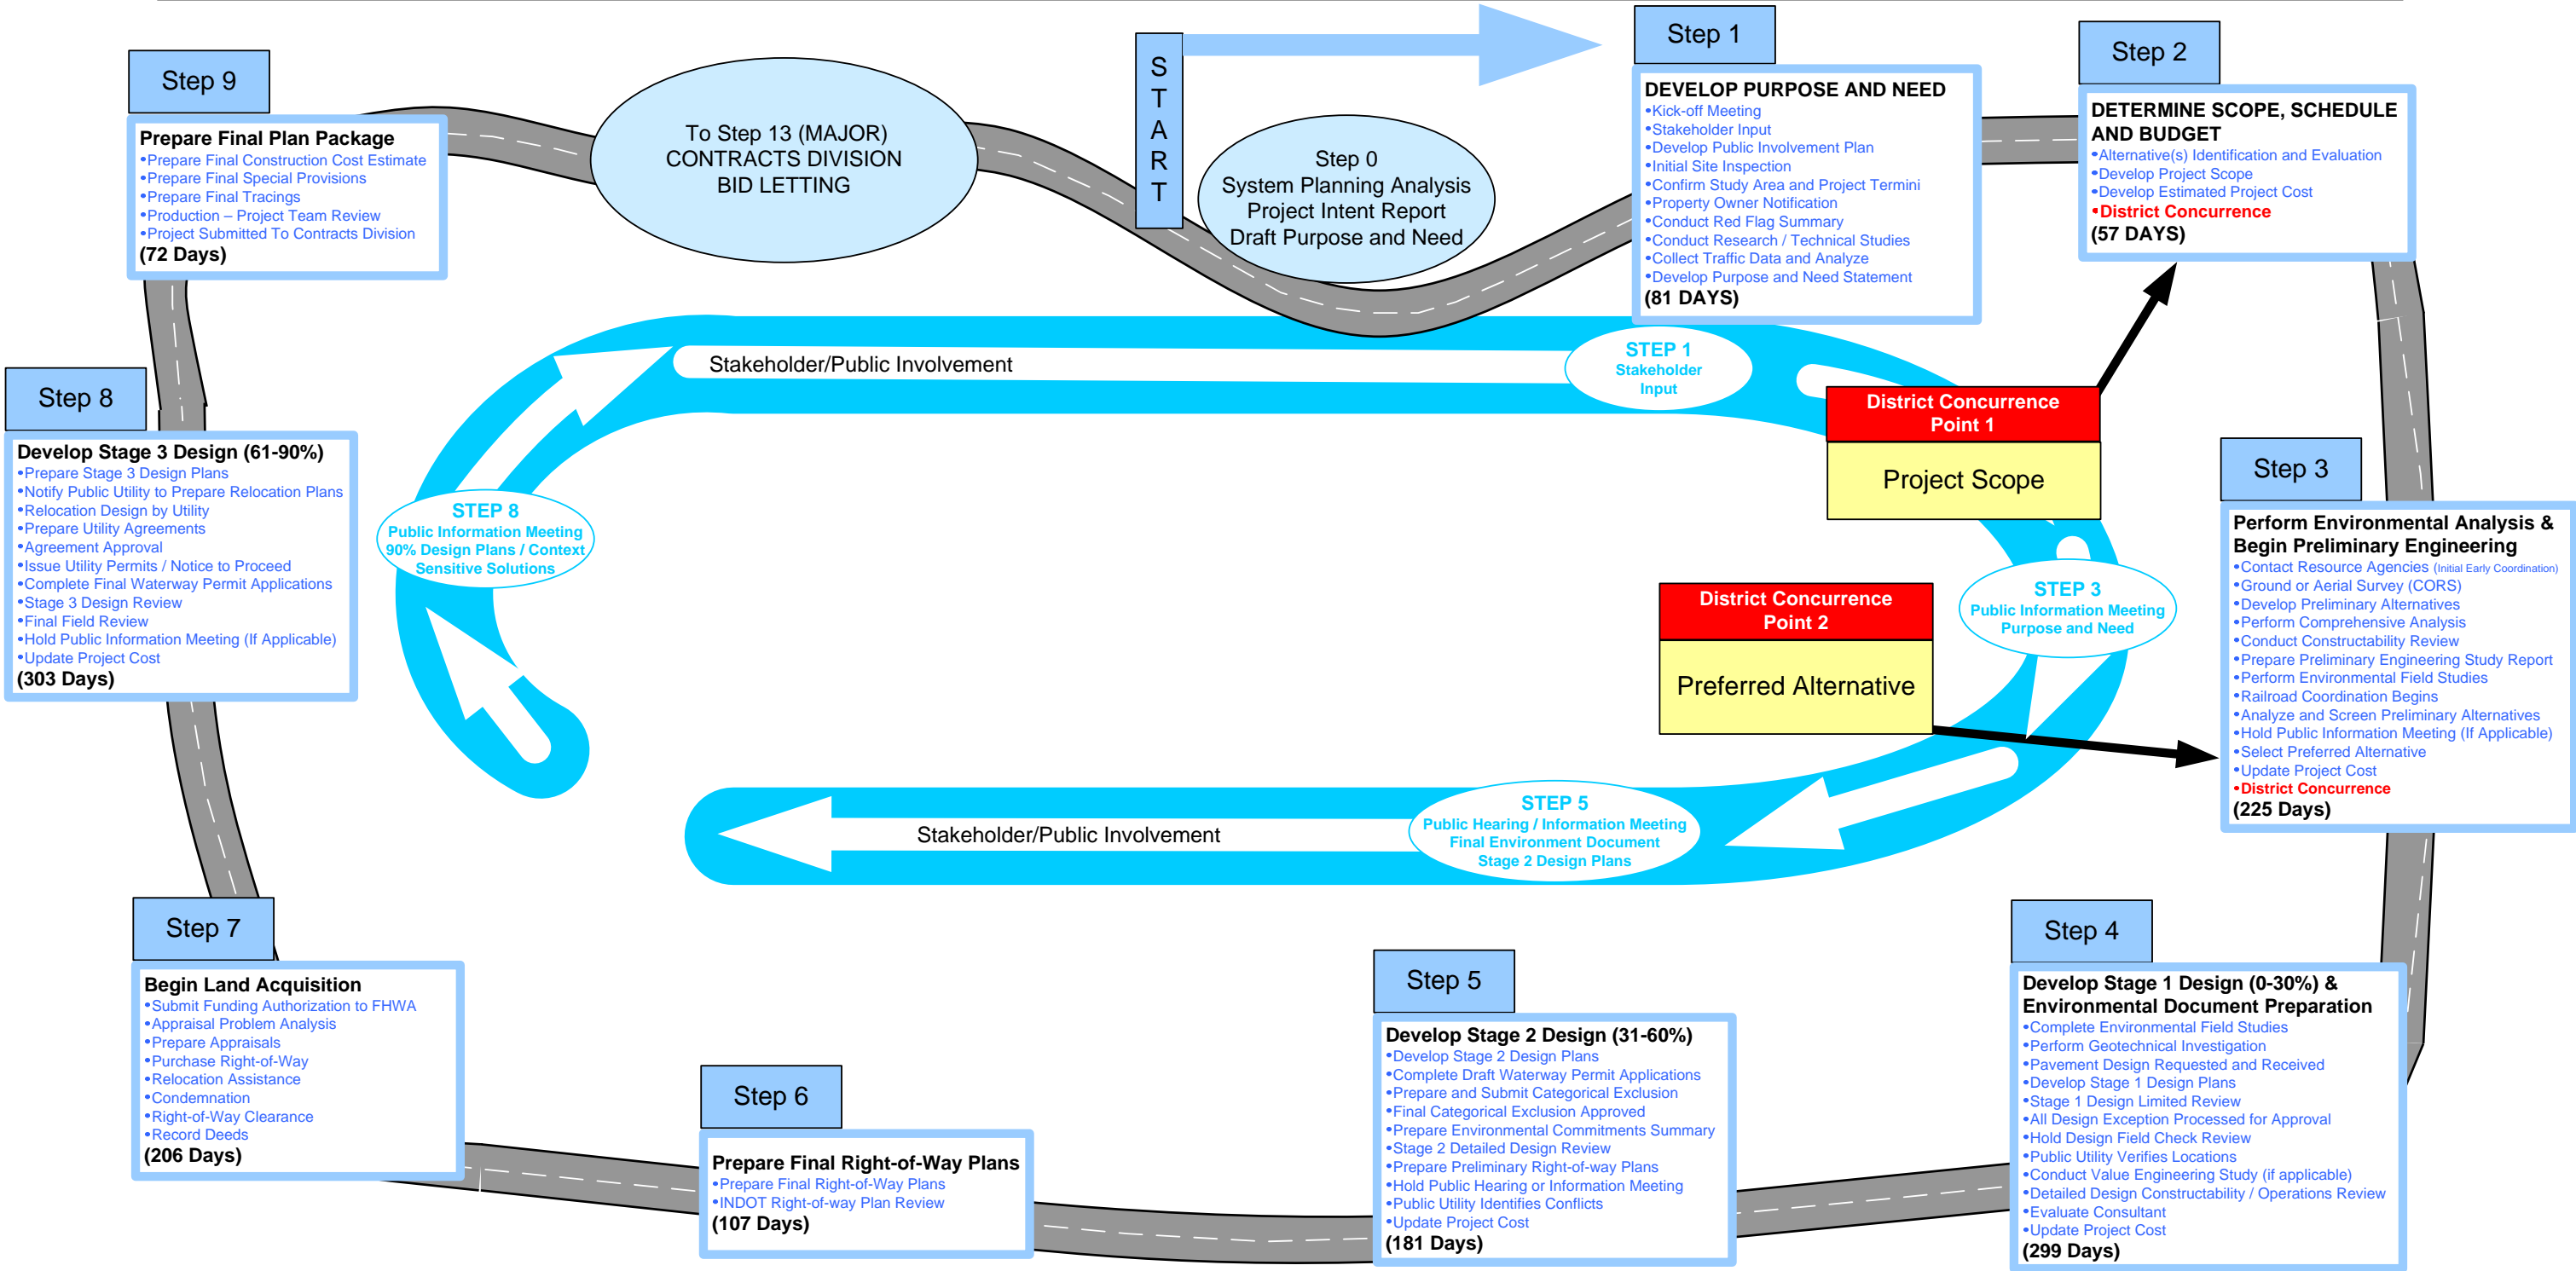 START
Step 0
System Planning Analysis
Project Intent Report
Draft Purpose and Need
Step 1
DEVELOP PURPOSE AND NEED
•Kick-off Meeting
•Stakeholder Input
•Develop Public Involvement Plan
•Initial Site Inspection
•Confirm Study Area and Project Termini
•Property Owner Notification
•Conduct Red Flag Summary
•Conduct Research / Technical Studies
•Collect Traffic Data and Analyze
•Develop Purpose and Need Statement
(81 DAYS)
Step 2
DETERMINE SCOPE, SCHEDULE
AND BUDGET
•Alternative(s) Identification and Evaluation
•Develop Project Scope
•Develop Estimated Project Cost
•District Concurrence
(57 DAYS)
Step 3
Perform Environmental Analysis &
Begin Preliminary Engineering
•Contact Resource Agencies (Initial Early Coordination)
•Ground or Aerial Survey (CORS)
•Develop Preliminary Alternatives
•Perform Comprehensive Analysis
•Conduct Constructability Review
•Prepare Preliminary Engineering Study Report
•Perform Environmental Field Studies
•Railroad Coordination Begins
•Analyze and Screen Preliminary Alternatives
•Hold Public Information Meeting (If Applicable)
•Select Preferred Alternative
•Update Project Cost
•District Concurrence
(225 Days)
Step 4
Develop Stage 1 Design (0-30%) &
Environmental Document Preparation
•Complete Environmental Field Studies
•Perform Geotechnical Investigation
•Pavement Design Requested and Received
•Develop Stage 1 Design Plans
•Stage 1 Design Limited Review
•All Design Exception Processed for Approval
•Hold Design Field Check Review
•Public Utility Verifies Locations
•Conduct Value Engineering Study (if applicable)
•Detailed Design Constructability / Operations Review
•Evaluate Consultant
•Update Project Cost
(299 Days)
Step 5
Develop Stage 2 Design (31-60%)
•Develop Stage 2 Design Plans
•Complete Draft Waterway Permit Applications
•Prepare and Submit Categorical Exclusion
•Final Categorical Exclusion Approved
•Prepare Environmental Commitments Summary
•Stage 2 Detailed Design Review
•Prepare Preliminary Right-of-way Plans
•Hold Public Hearing or Information Meeting
•Public Utility Identifies Conflicts
•Update Project Cost
(181 Days)
Step 6
Prepare Final Right-of-Way Plans
•Prepare Final Right-of-Way Plans
•INDOT Right-of-way Plan Review
(107 Days)
Step 7
Begin Land Acquisition
•Submit Funding Authorization to FHWA
•Appraisal Problem Analysis
•Prepare Appraisals
•Purchase Right-of-Way
•Relocation Assistance
•Condemnation
•Right-of-Way Clearance
•Record Deeds
(206 Days)
Step 8
Develop Stage 3 Design (61-90%)
•Prepare Stage 3 Design Plans
•Notify Public Utility to Prepare Relocation Plans
•Relocation Design by Utility
•Prepare Utility Agreements
•Agreement Approval
•Issue Utility Permits / Notice to Proceed
•Complete Final Waterway Permit Applications
•Stage 3 Design Review
•Final Field Review
•Hold Public Information Meeting (If Applicable)
•Update Project Cost
(303 Days)
Step 9
Prepare Final Plan Package
•Prepare Final Construction Cost Estimate
•Prepare Final Special Provisions
•Prepare Final Tracings
•Production – Project Team Review
•Project Submitted To Contracts Division
(72 Days)
To Step 13 (MAJOR)
CONTRACTS DIVISION
BID LETTING
Stakeholder/Public Involvement
STEP 1
Stakeholder
Input
District Concurrence
Point 1
Project Scope
STEP 3
Public Information Meeting
Purpose and Need
District Concurrence
Point 2
Preferred Alternative
STEP 5
Public Hearing / Information Meeting
Final Environment Document
Stage 2 Design Plans
Stakeholder/Public Involvement
STEP 8
Public Information Meeting
90% Design Plans / Context
Sensitive Solutions